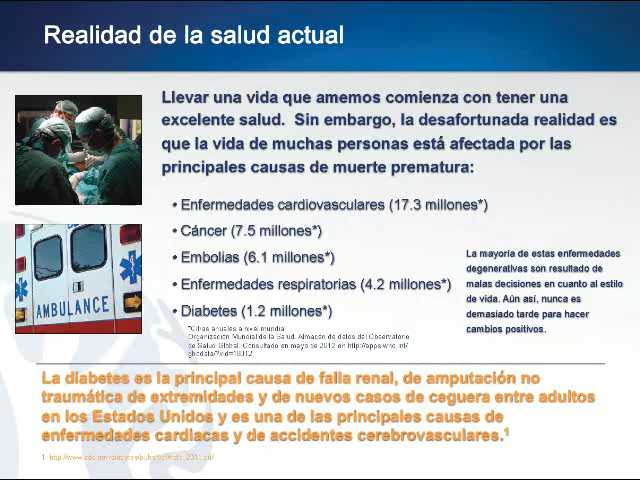 Realidad de la salud actual
Llevar una vida que amemos comienza con tener una
excelente salud. Sin embargo, la desafortunada realidad es
que la vida de muchas personas está afectada por las
principales causas de muerte prematura:
• Enfermedades cardiovasculares (17.3 millones*)
• Cáncer (7.5 millones*)
• Embolias (6.1 millones*)
• Enfermedades respiratorias (4.2 millones*)
• Diabetes (1.2 millones*)
La mayoría de estas enfermedades
degenerativas son resultado de
malas decisiones en cuanto al estilo
de vida. Aún así, nunca es
demasiado tarde para hacer
cambios positivos.
AMBULANCE
*Cifras anuales a nivel mundial
Organización Mundial de la Salud. Almacén de datos del Observatorio
de Salud Global. Consultado en mayo de 2012 en http://apps.who.int/
ghodata/?vid=10012
La diabetes es la principal causa de falla renal, de amputación no
traumática de extremidades y de nuevos casos de ceguera entre adultos
en los Estados Unidos y es una de las principales causas de
enfermedades cardiacas y de accidentes cerebrovasculares.1
1.